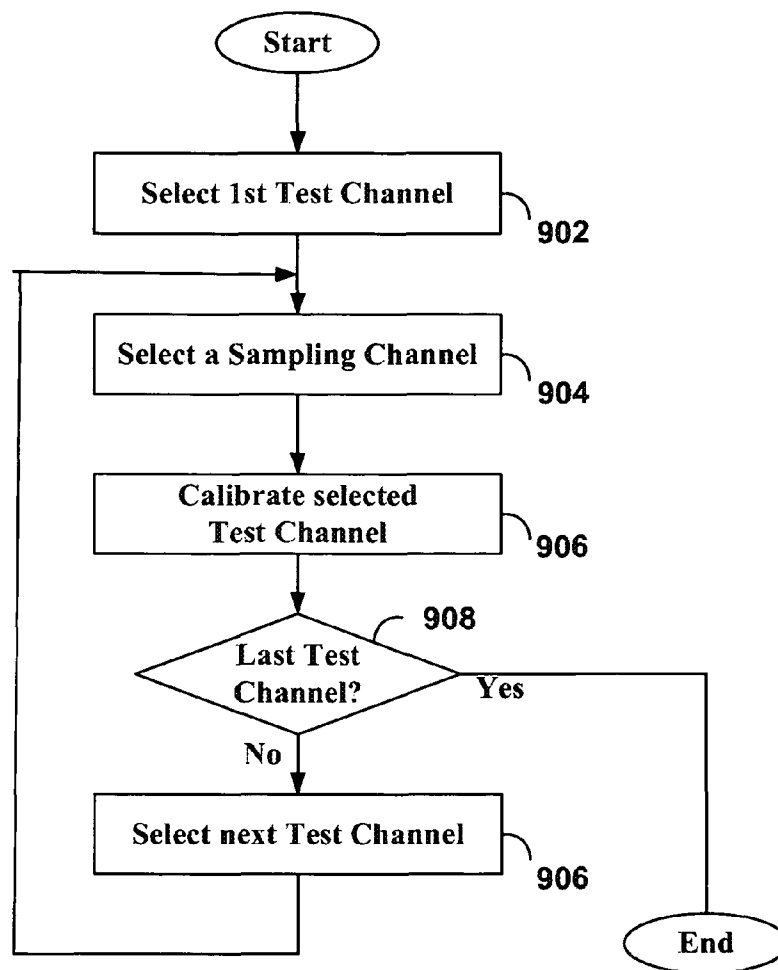 Start
Select 1st Test Channel
902
Select a Sampling Channel
904
Calibrate selected
Test Channel
906
908
Last Test
Channel?
Yes
No
Select next Test Channel
906
End